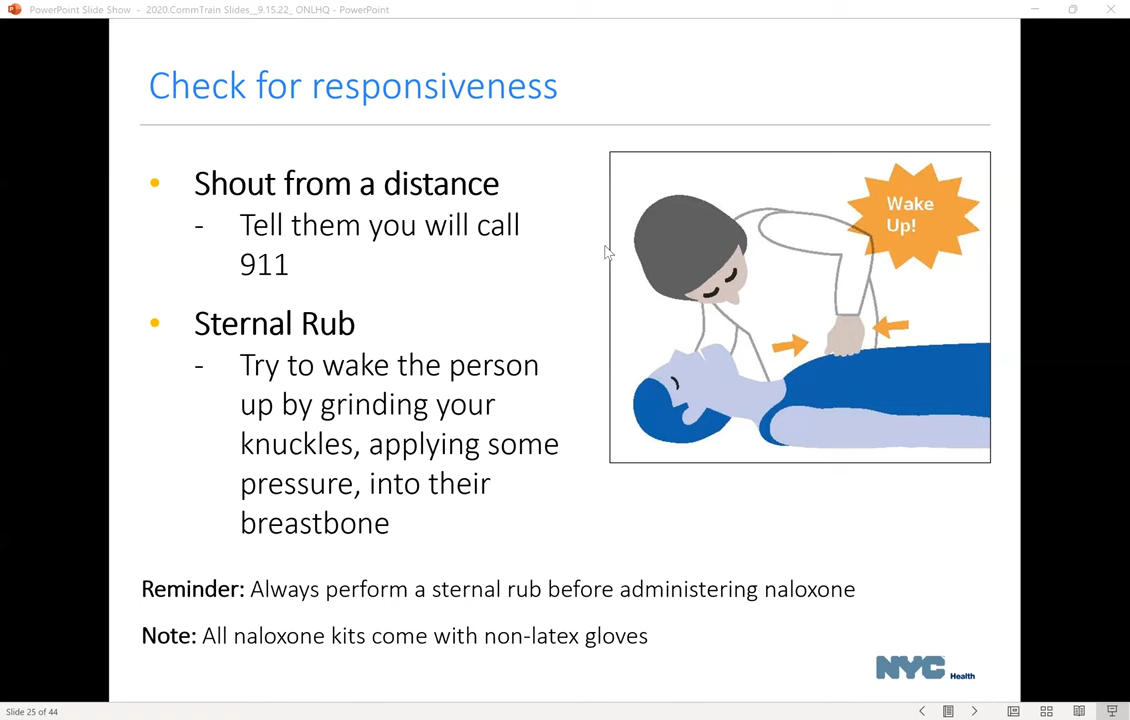 PowerPoint Slide Show - 2020.CommTrain Slides__9.15.22_ ONLHQ - PowerPoint
Check for responsiveness
• Shout from a distance
- Tell them you will call
911
• Sternal Rub
- Try to wake the person
up by grinding your
knuckles, applying some
pressure, into their
breastbone
Wake
Up!
Reminder: Always perform a sternal rub before administering naloxone
Note: All naloxone kits come with non-latex gloves
NYC Health
Slide 25 of 44